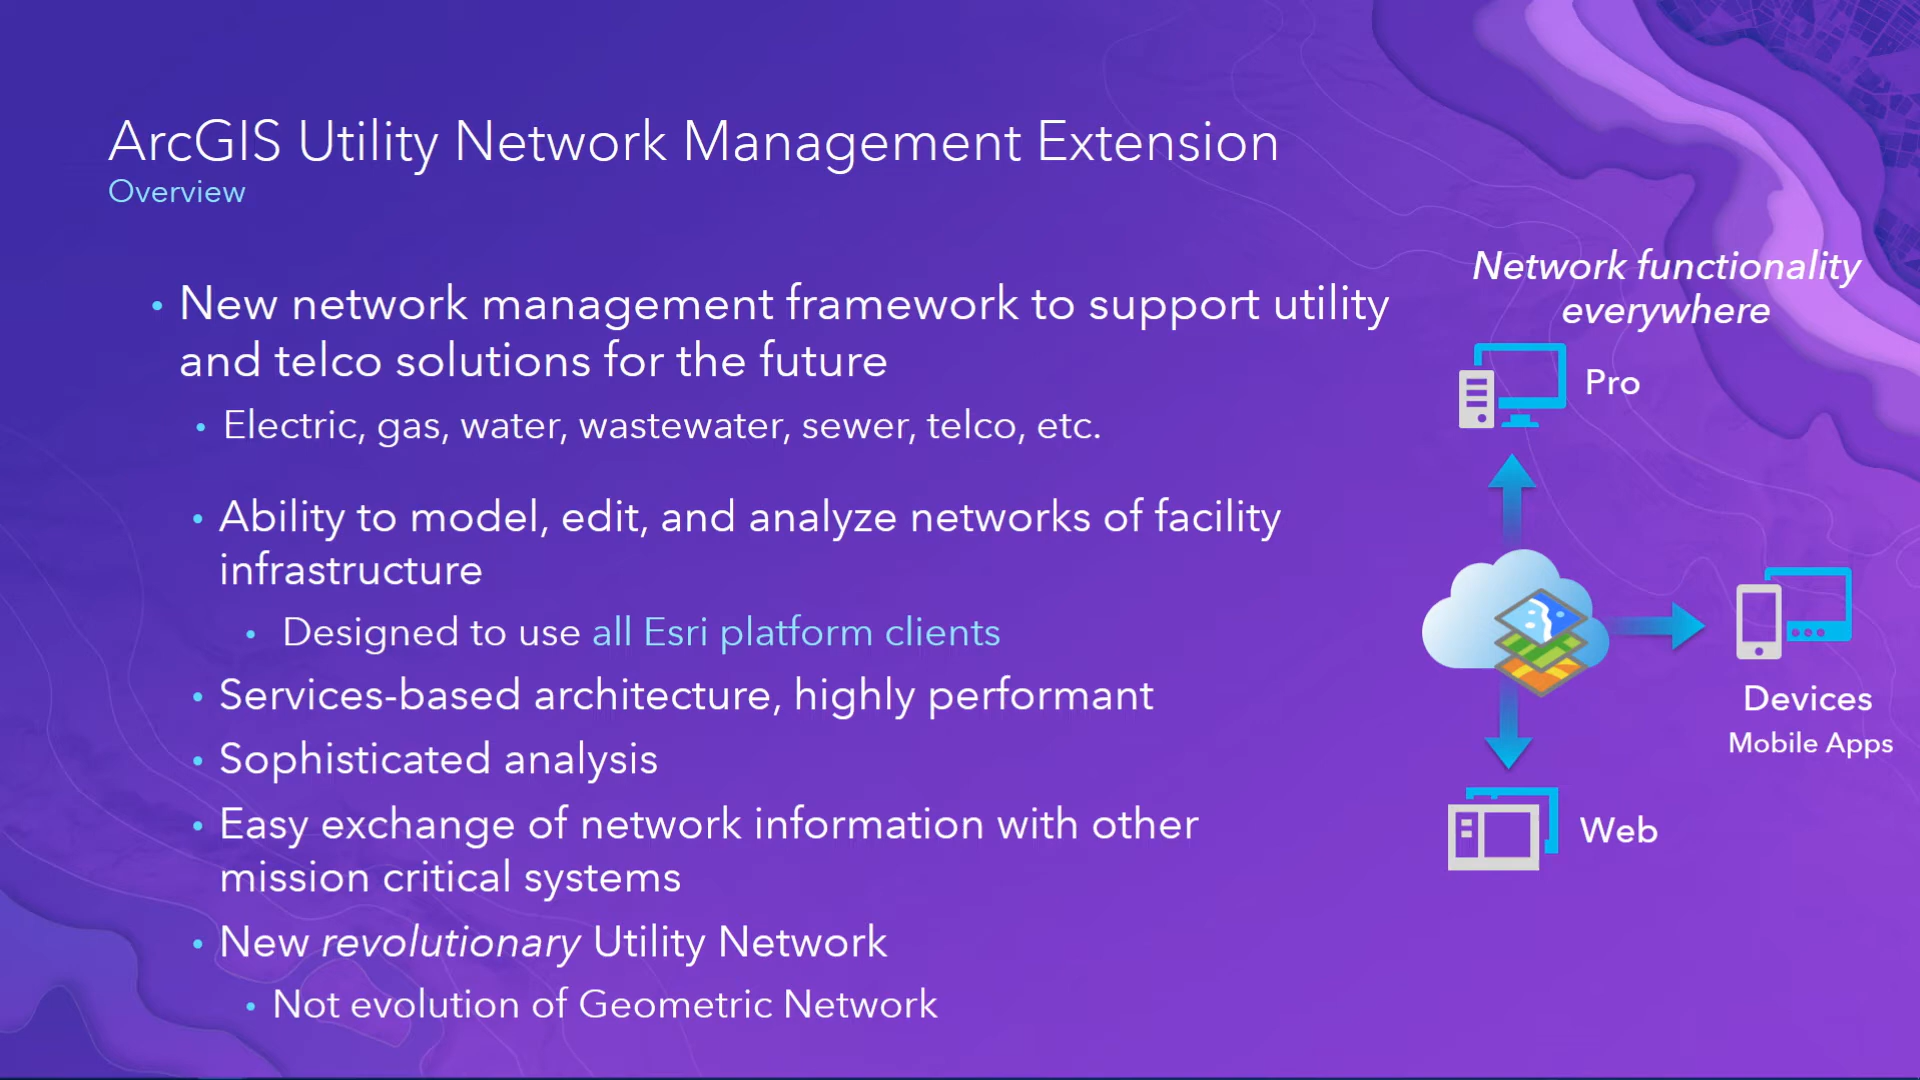 ArcGIS Utility Network Management Extension
Overview
• New network management framework to support utility
and telco solutions for the future
• Electric, gas, water, wastewater, sewer, telco, etc.
• Ability to model, edit, and analyze networks of facility
infrastructure
• Designed to use all Esri platform clients
• Services-based architecture, highly performant
• Sophisticated analysis
• Easy exchange of network information with other
mission critical systems
• New revolutionary Utility Network
• Not evolution of Geometric Network
Network functionality
everywhere
Pro
Devices
Mobile Apps
Web